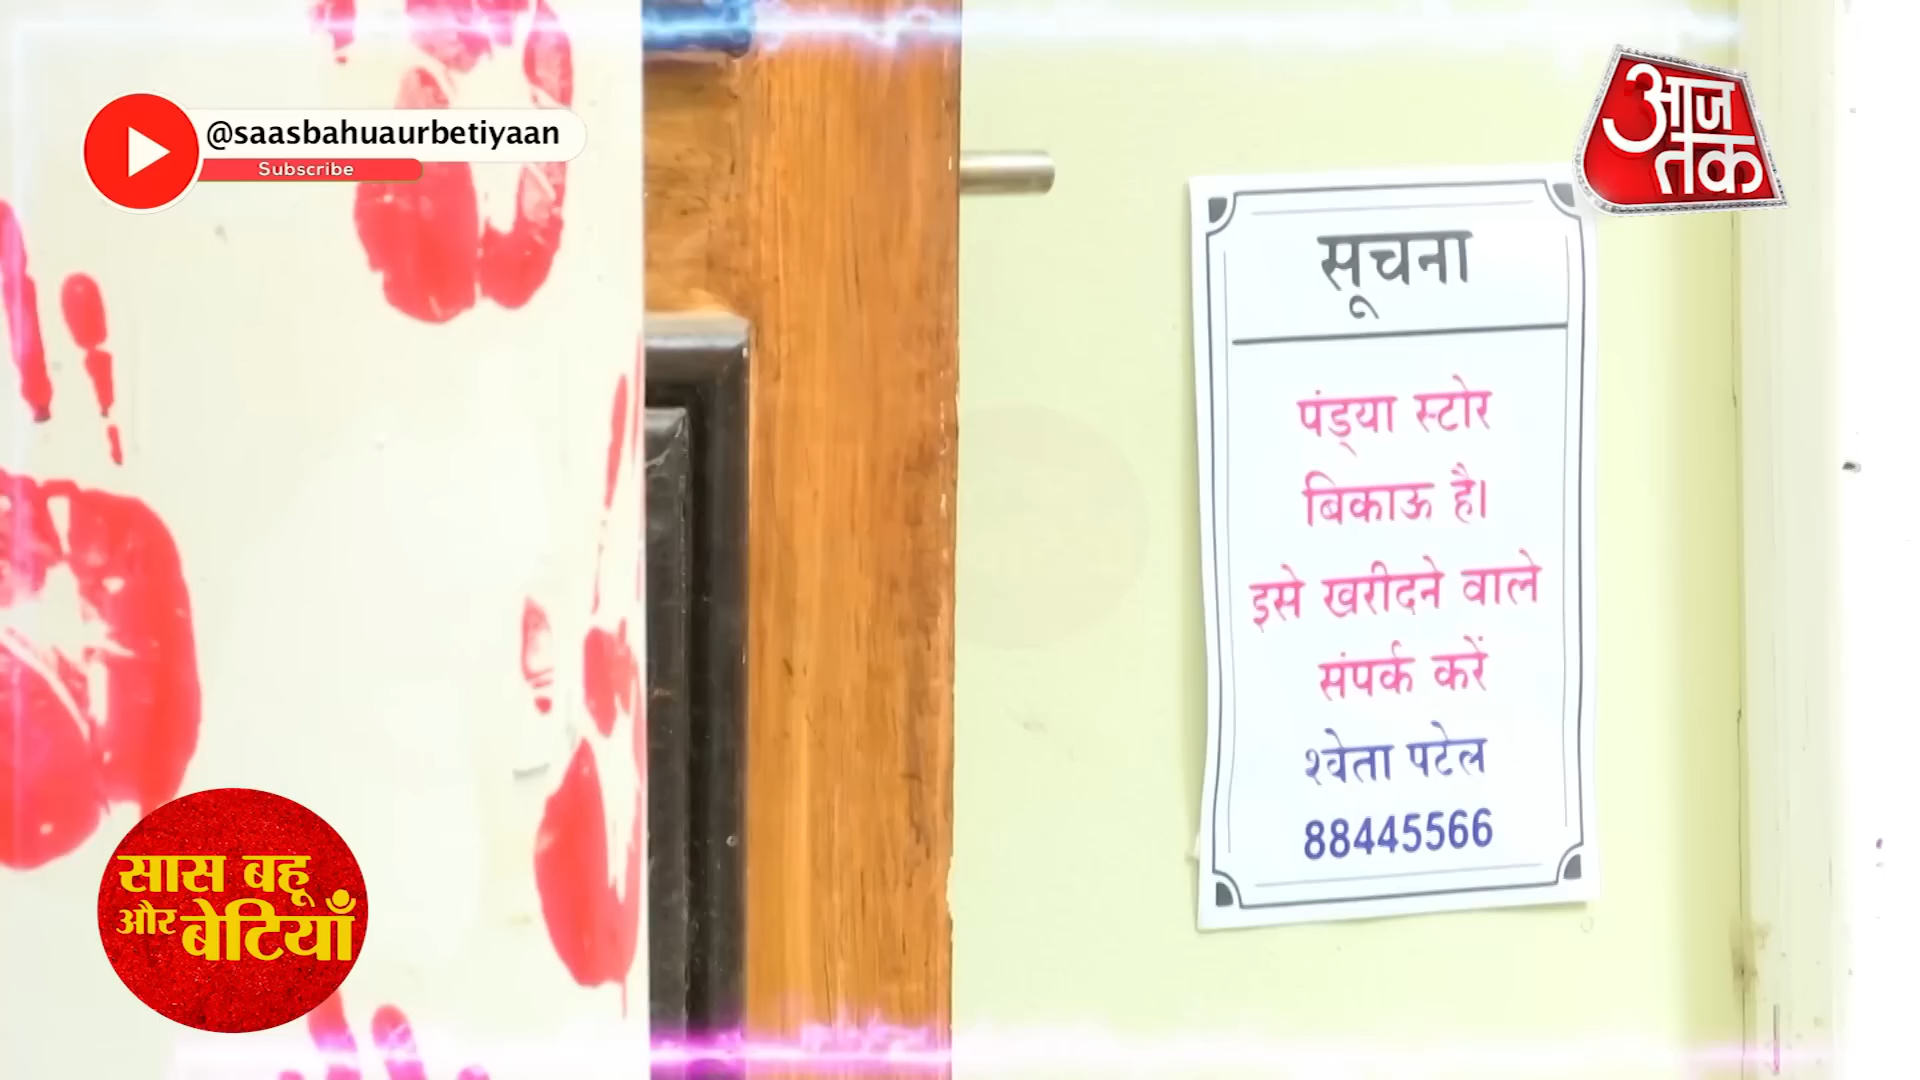 @saasbahuaurbetiyaan
Subscribe
आज
तक
सूचना
पंड्या स्टोर
बिकाऊ है।
इसे खरीदने वाले
संपर्क करें
श्वेता पटेल
88445566
सास बहू
और बेटियाँ